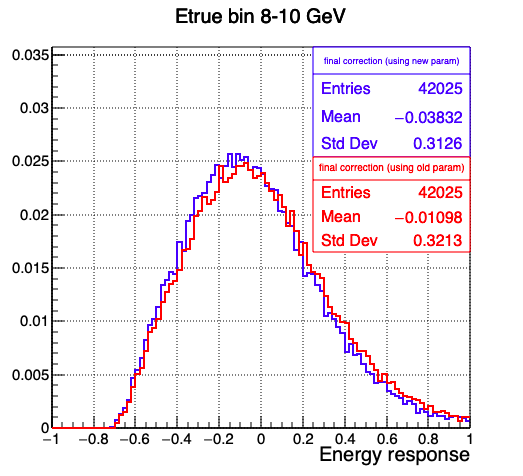 Etrue bin 8-10 GeV
final correction (using new param)
Entries 42025
Mean −0.03832
Std Dev 0.3126
final correction (using old param)
Entries 42025
Mean −0.01098
Std Dev 0.3213
0.035
0.03
0.025
0.02
0.015
0.01
0.005
0
−1 −0.8 −0.6 −0.4 −0.2 0 0.2 0.4 0.6 0.8 1
Energy response